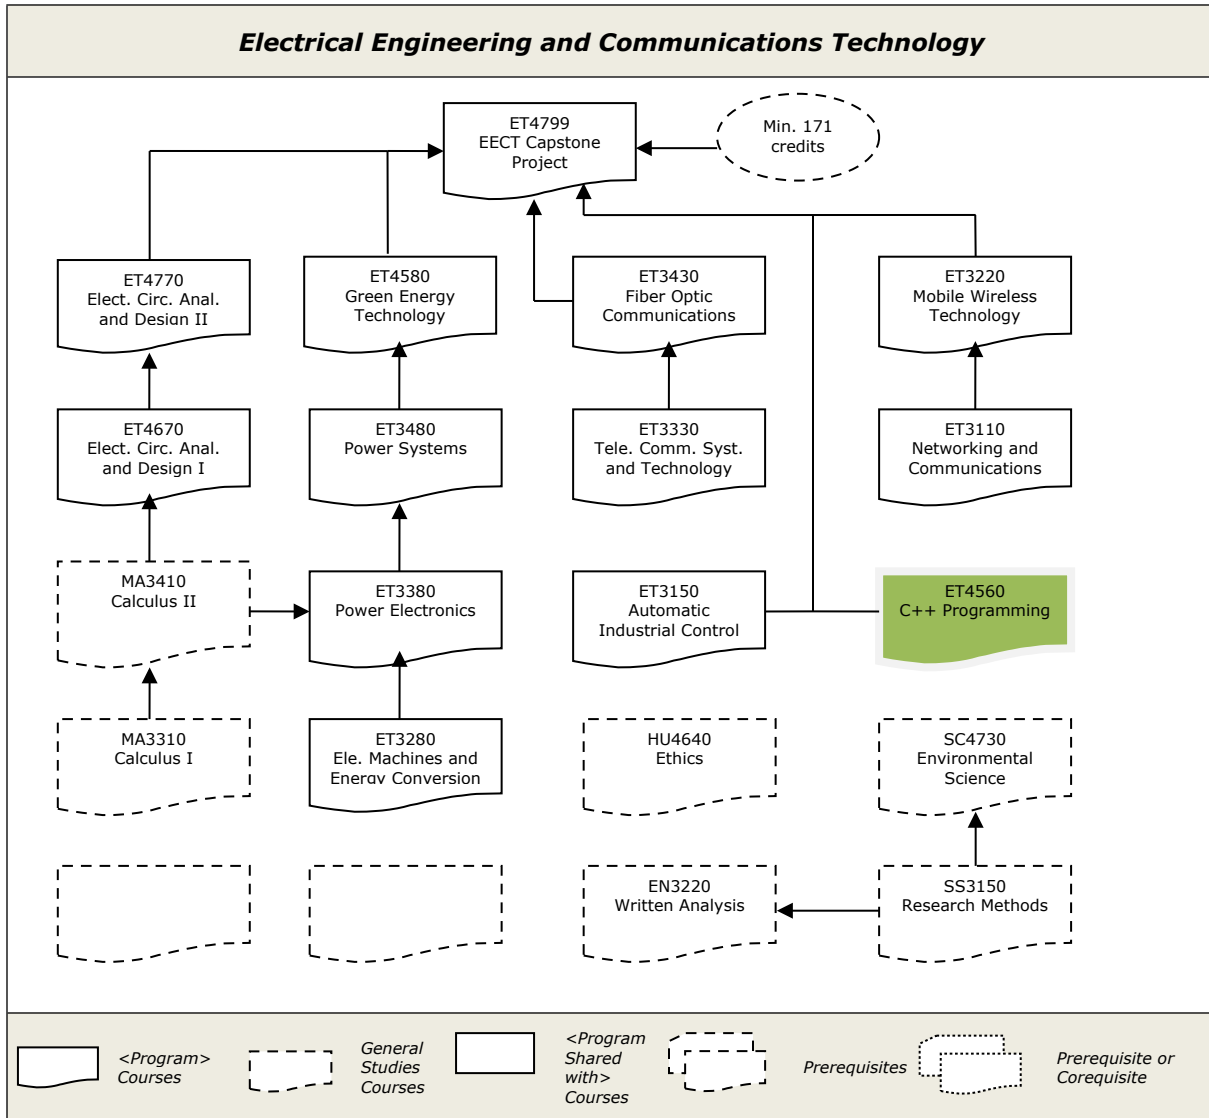 Electrical Engineering and Communications Technology
ET4799
EECT Capstone
Project
Min. 171
credits
ET4770
Elect. Circ. Anal.
and Design II
ET4580
Green Energy
Technology
ET3430
Fiber Optic
Communications
ET3220
Mobile Wireless
Technology
ET4670
Elect. Circ. Anal.
and Design I
ET3480
Power Systems
ET3330
Tele. Comm. Syst.
and Technology
ET3110
Networking and
Communications
MA3410
Calculus II
ET3380
Power Electronics
ET3150
Automatic
Industrial Control
ET4560
C++ Programming
MA3310
Calculus I
ET3280
Ele. Machines and
Energy Conversion
HU4640
Ethics
SC4730
Environmental
Science
EN3220
Written Analysis
SS3150
Research Methods
<Program>
Courses
General
Studies
Courses
<Program
Shared
with>
Courses
Prerequisites
Prerequisite or
Corequisite